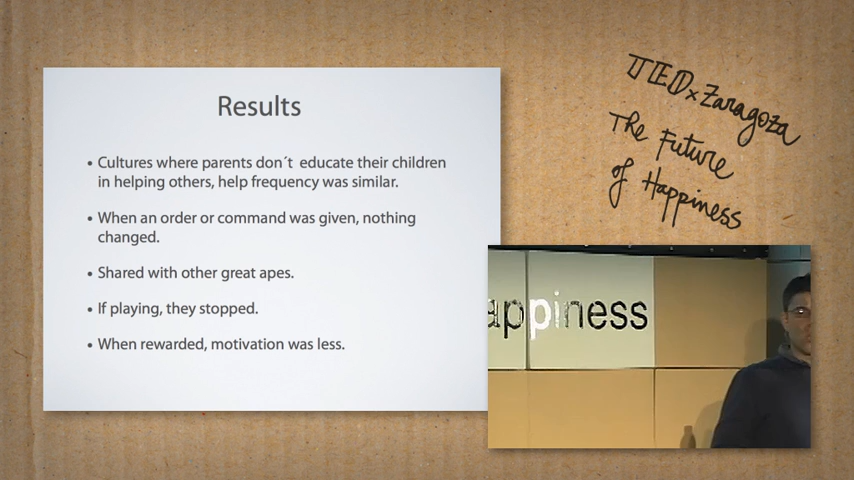 Results
• Cultures where parents don´t educate their children
in helping others, help frequency was similar.
• When an order or command was given, nothing
changed.
• Shared with other great apes.
• If playing, they stopped.
• When rewarded, motivation was less.
TEDxZaragoza
The Future
of Happiness
appiness